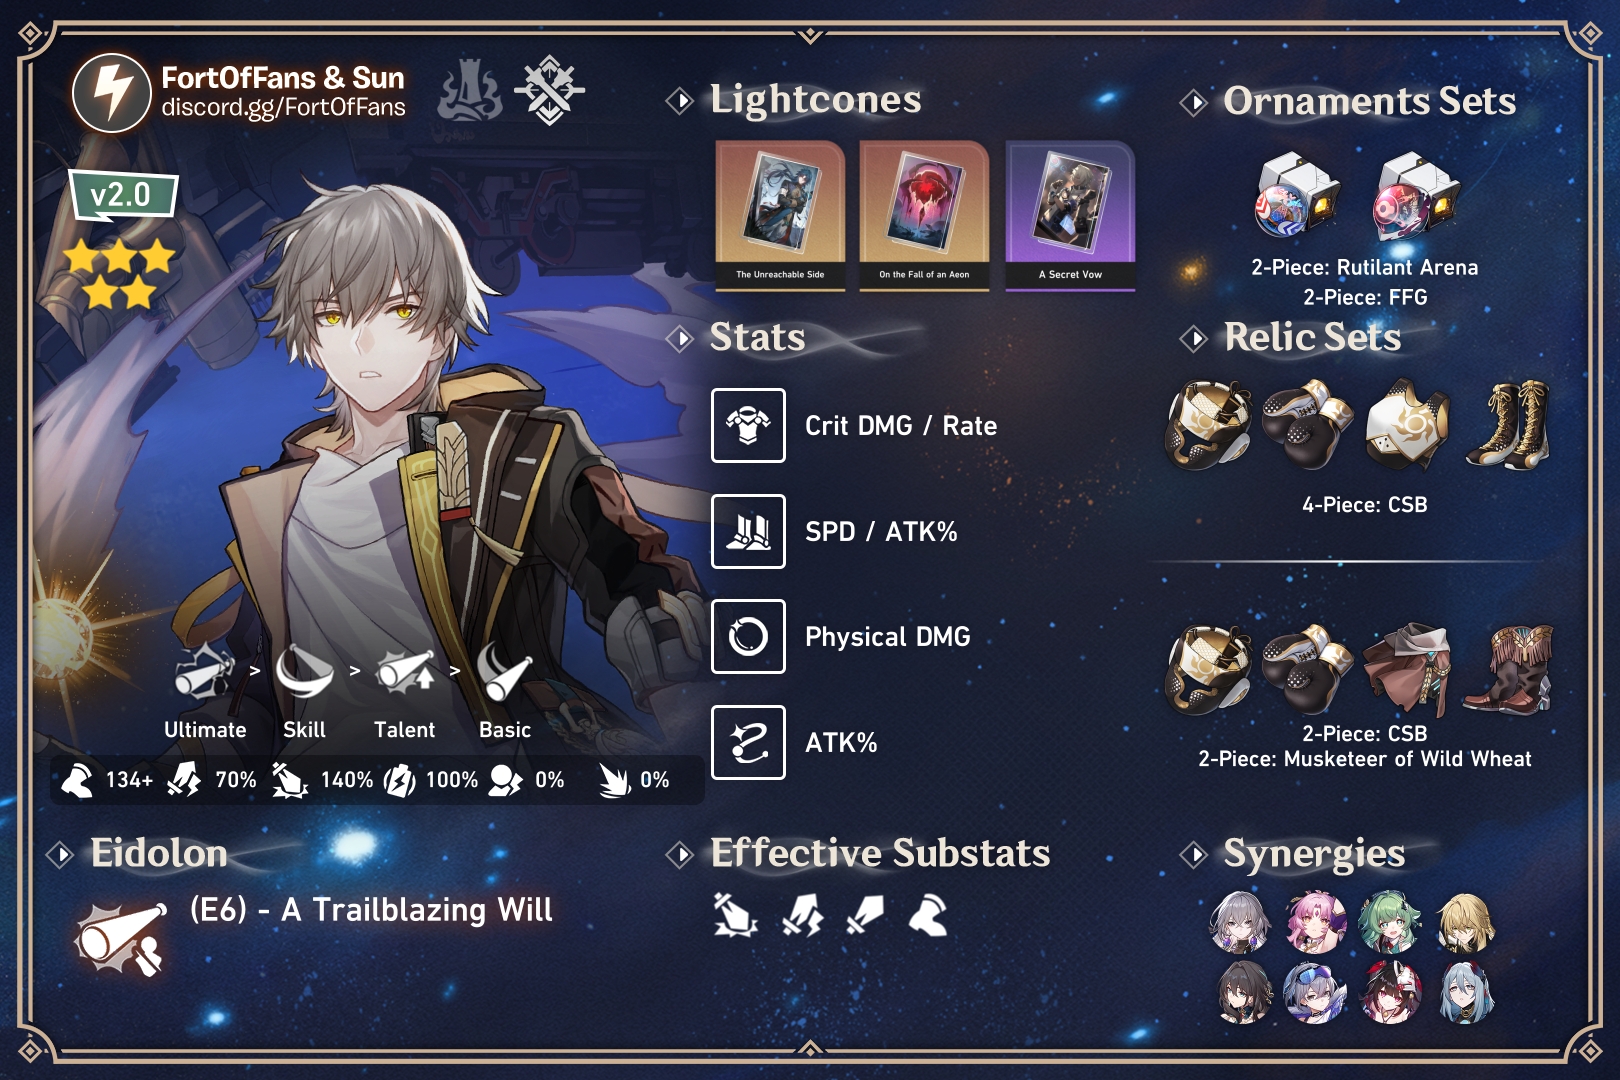 FortOfFans & Sun
discord.gg/FortOfFans
v2.0
Ultimate > Skill > Talent > Basic
134+ 70% 140% 100% 0% 0%
Eidolon
(E6) - A Trailblazing Will
Lightcones
The Unreachable Side
On the Fall of an Aeon
A Secret Vow
Stats
Crit DMG / Rate
SPD / ATK%
Physical DMG
ATK%
Effective Substats
Ornaments Sets
2-Piece: Rutilant Arena
2-Piece: FFG
Relic Sets
4-Piece: CSB
2-Piece: CSB
2-Piece: Musketeer of Wild Wheat
Synergies